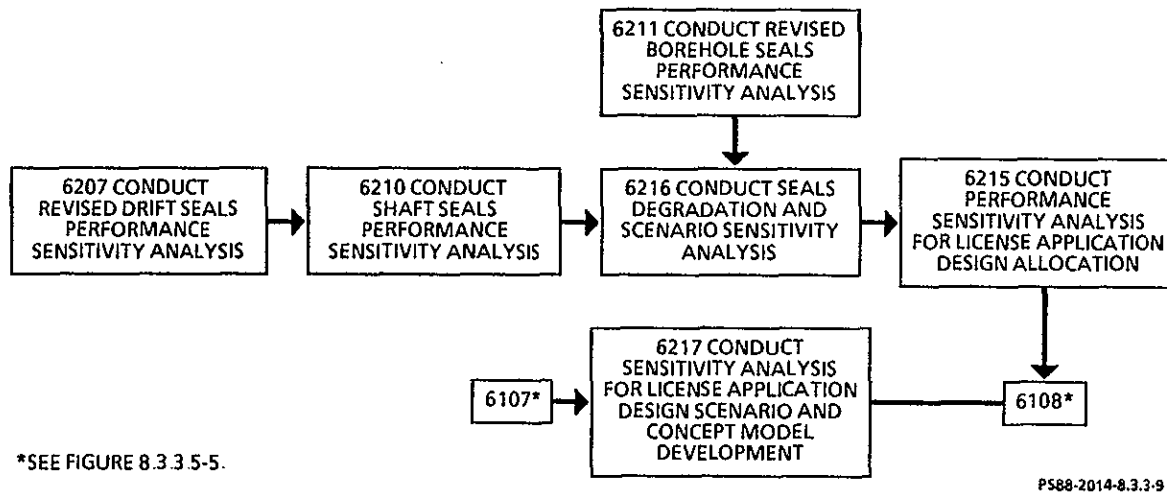 6211 CONDUCT REVISED
BOREHOLE SEALS
PERFORMANCE
SENSITIVITY ANALYSIS
6207 CONDUCT
REVISED DRIFT SEALS
PERFORMANCE
SENSITIVITY ANALYSIS
6210 CONDUCT
SHAFT SEALS
PERFORMANCE
SENSITIVITY ANALYSIS
6216 CONDUCT SEALS
DEGRADATION AND
SCENARIO SENSITIVITY
ANALYSIS
6215 CONDUCT
PERFORMANCE
SENSITIVITY ANALYSIS
FOR LICENSE APPLICATION
DESIGN ALLOCATION
6107*
6217 CONDUCT
SENSITIVITY ANALYSIS
FOR LICENSE APPLICATION
DESIGN SCENARIO AND
CONCEPT MODEL
DEVELOPMENT
6108*
*SEE FIGURE 8.3.3.5-5.
PS88-2014-8.3.3-9